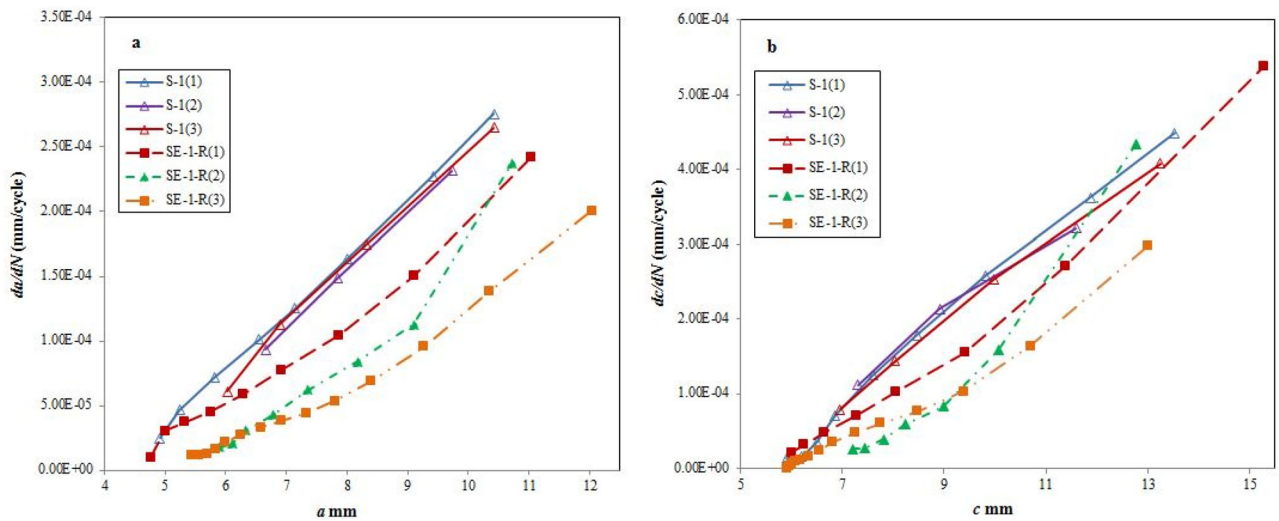 3.50E-04
3.00E-04
2.50E-04
2.00E-04
1.50E-04
1.00E-04
5.00E-05
0.00E+00
da/dN (mm/cycle)
a
S-1(1)
S-1(2)
S-1(3)
SE-1-R(1)
SE-1-R(2)
SE-1-R(3)
4 5 6 7 8 9 10 11 12
a mm
6.00E-04
5.00E-04
4.00E-04
3.00E-04
2.00E-04
1.00E-04
0.00E+00
dc/dN (mm/cycle)
b
S-1(1)
S-1(2)
S-1(3)
SE-1-R(1)
SE-1-R(2)
SE-1-R(3)
5 7 9 11 13 15
c mm